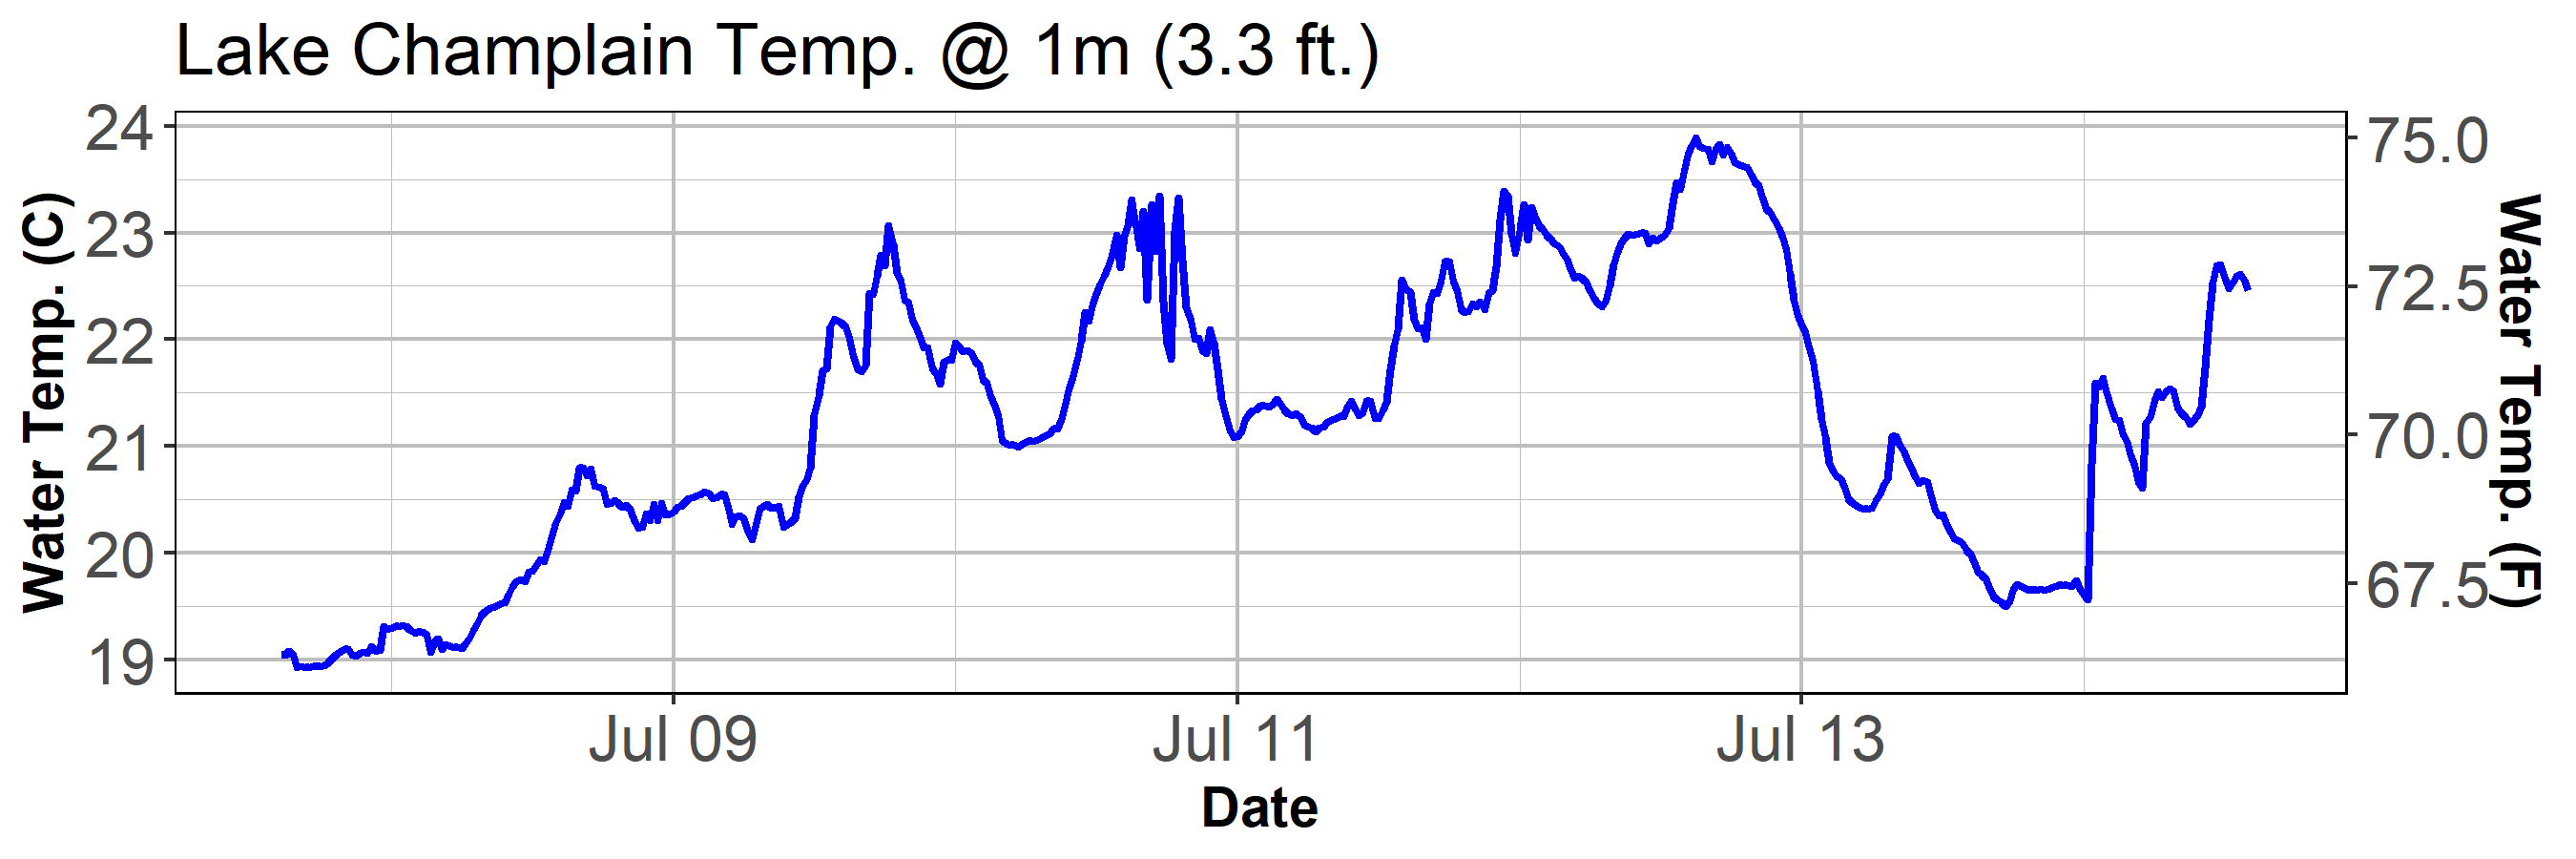 Lake Champlain Temp. @ 1m (3.3 ft.)
Water Temp. (C)
24
23
22
21
20
19
75.0
72.5
70.0
67.5
Water Temp. (F)
Jul 09 Jul 11 Jul 13
Date